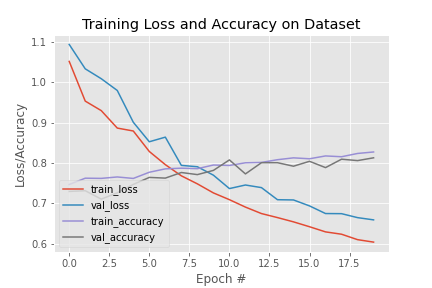 Training Loss and Accuracy on Dataset
1.1
1.0
0.9
0.8
0.7
0.6
Loss/Accuracy
train_loss
val_loss
train_accuracy
val_accuracy
0.0 2.5 5.0 7.5 10.0 12.5 15.0 17.5
Epoch #